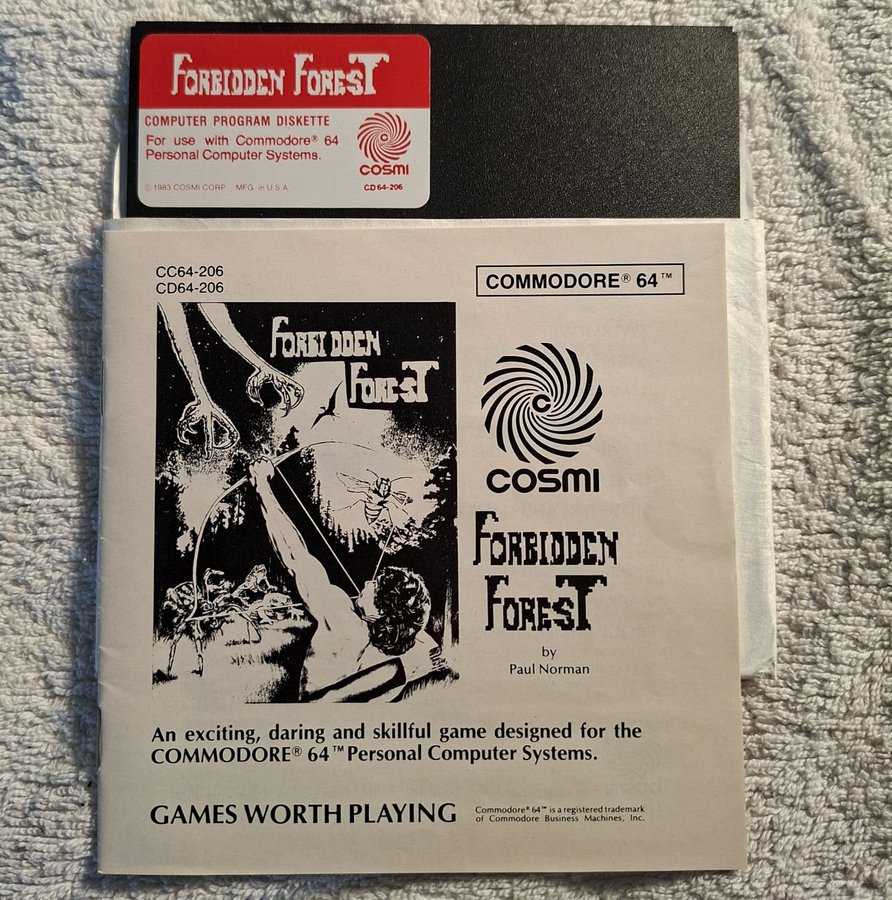 FORBIDDEN FOREST
COMPUTER PROGRAM DISKETTE
For use with Commodore® 64
Personal Computer Systems.
C
COSMI
© 1983 COSMI CORP MFG. in U.S.A.
CD 64-206
CC64-206
CD64-206
COMMODORE® 64™
FORBIDDEN
FOREST
C
COSMI
FORBIDDEN
FOREST
by
Paul Norman
An exciting, daring and skillful game designed for the
COMMODORE® 64™ Personal Computer Systems.
GAMES WORTH PLAYING
Commodore® 64™ is a registered trademark
of Commodore Business Machines, Inc.